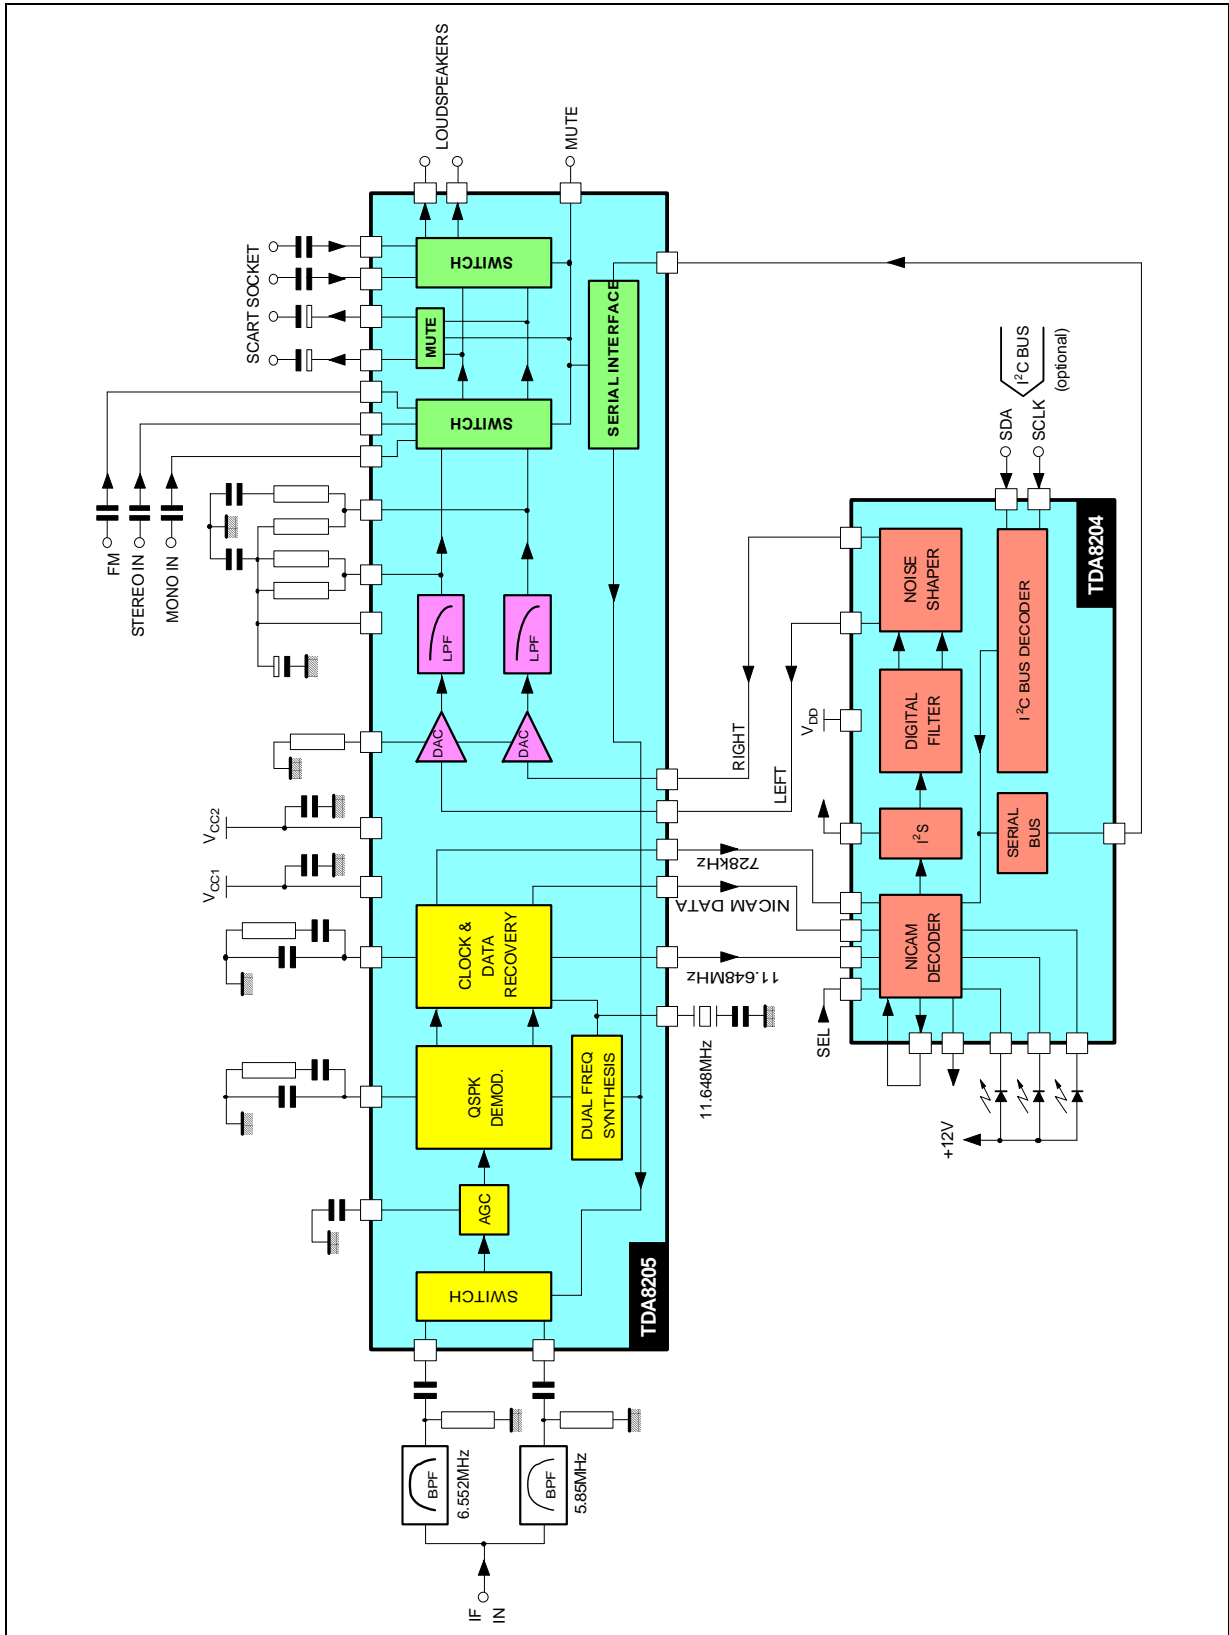 LOUDSPEAKERS
MUTE
SCART SOCKET
FM
STEREO IN
MONO IN
SWITCH
MUTE
SWITCH
SERIAL INTERFACE
LPF
LPF
DAC
DAC
VCC2
VCC1
CLOCK &
DATA
RECOVERY
QSPK
DEMOD.
DUAL FREQ
SYNTHESIS
AGC
SWITCH
TDA8205
BPF
6.552MHz
BPF
5.85MHz
IF
IN
RIGHT
LEFT
728kHz
NICAM DATA
11.648MHz
11.648MHz
I²C BUS
(optional)
SDA
SCLK
TDA8204
NOISE
SHAPER
DIGITAL
FILTER
I²C BUS DECODER
VDD
I²S
SERIAL
BUS
NICAM
DECODER
SEL
+12V